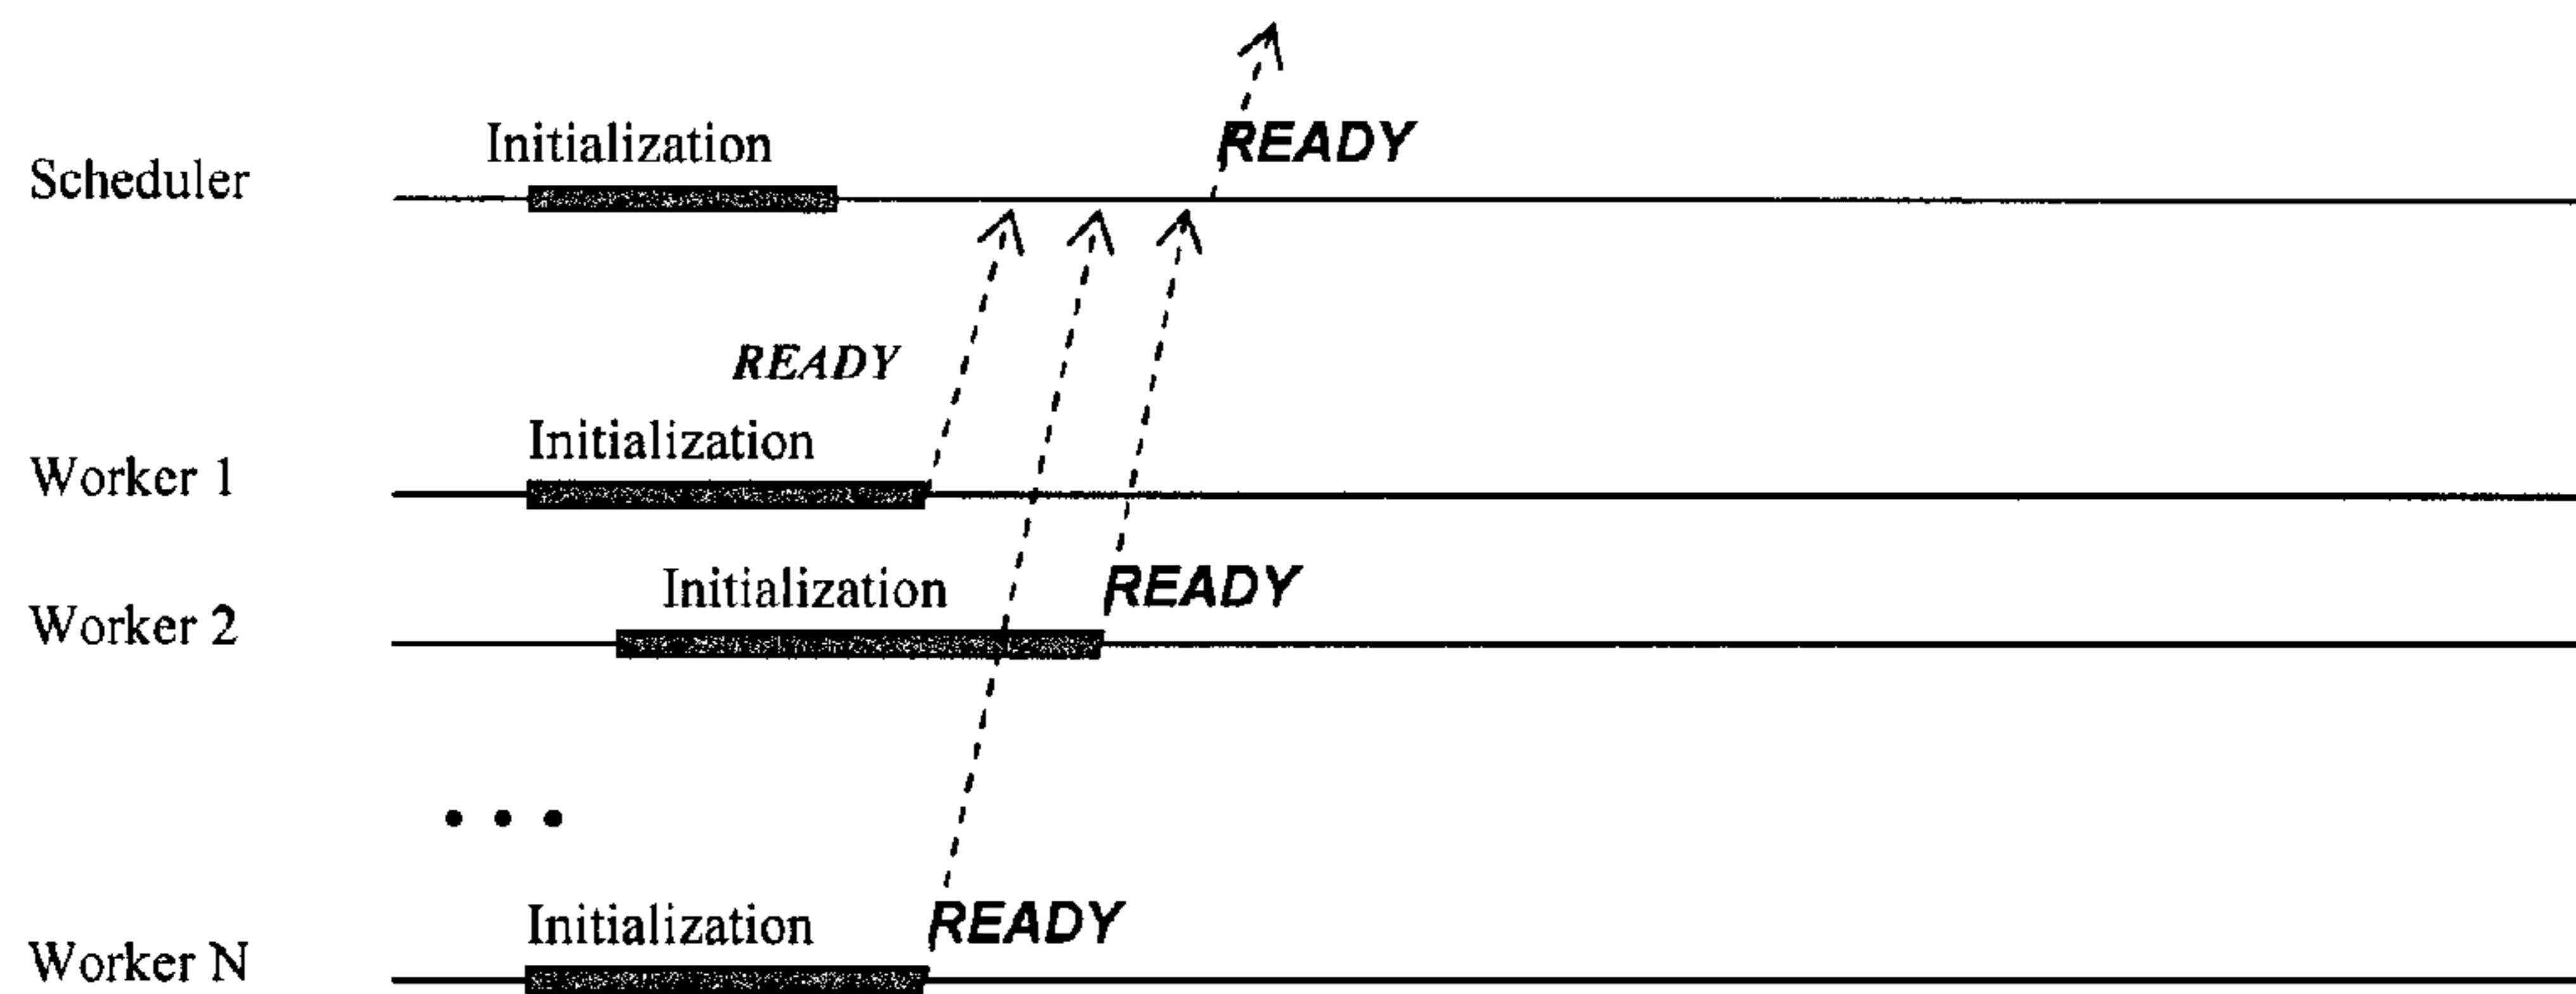 Initialization READY
Scheduler
READY
Initialization
Worker 1
Initialization READY
Worker 2
• • •
Initialization READY
Worker N